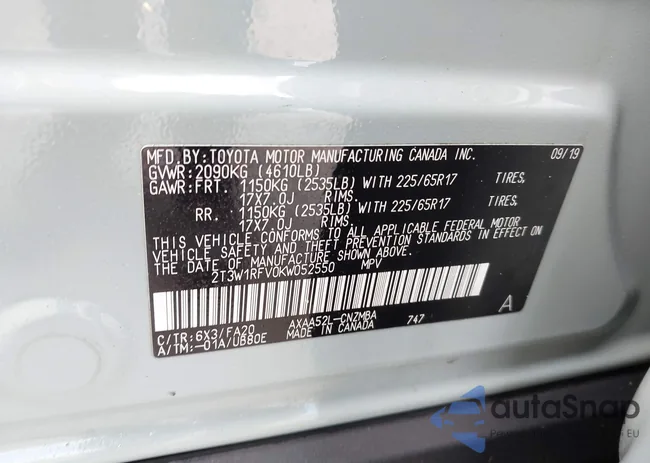 MFD. BY: TOYOTA MOTOR MANUFACTURING CANADA INC. 09/19
GVWR: 2090KG (4610LB)
GAWR: FRT. 1150KG (2535LB) WITH 225/65R17 TIRES,
17X7.0J RIMS.
RR. 1150KG (2535LB) WITH 225/65R17 TIRES,
17X7.0J RIMS.
THIS VEHICLE CONFORMS TO ALL APPLICABLE FEDERAL MOTOR
VEHICLE SAFETY AND THEFT PREVENTION STANDARDS IN EFFECT ON
THE DATE OF MANUFACTURE SHOWN ABOVE.
2T3W1RFV0KW052550 MPV
A
C/TR: 6X3/FA20 AXAA52L-CNZMBA 747
A/TM: -01A/UB80E MADE IN CANADA
autoSnap
EU